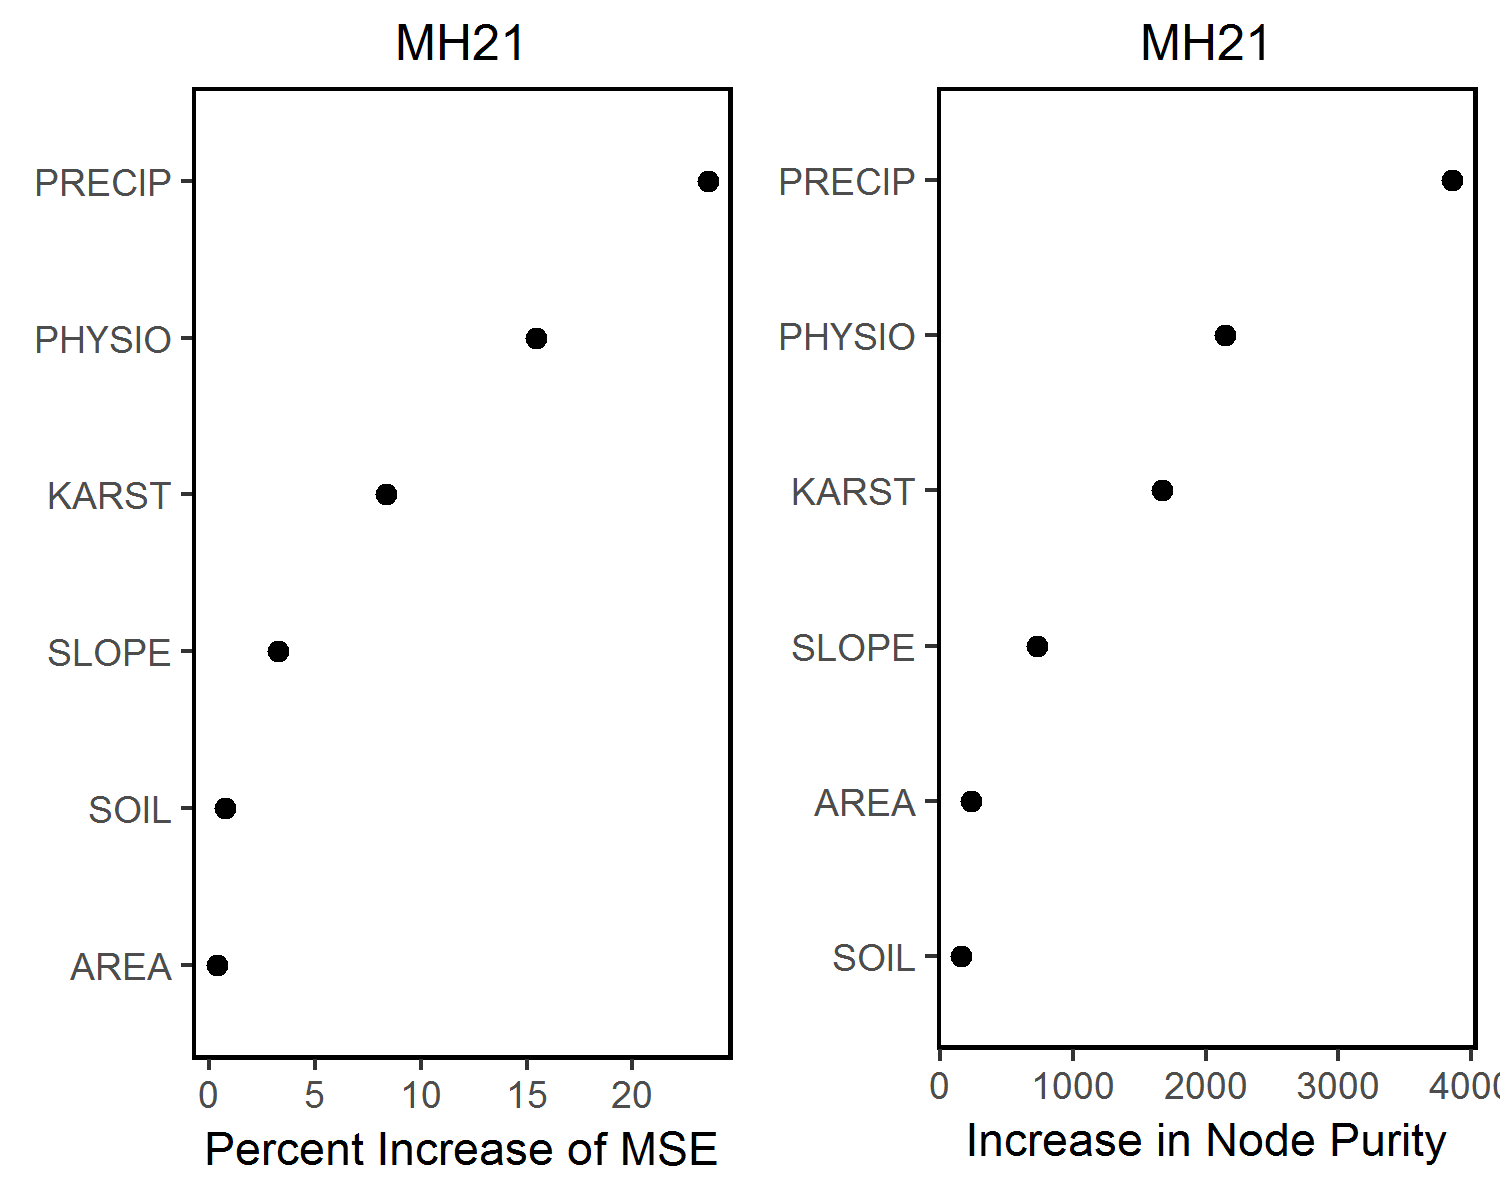 MH21
PRECIP
PHYSIO
KARST
SLOPE
SOIL
AREA
0 5 10 15 20
Percent Increase of MSE
MH21
PRECIP
PHYSIO
KARST
SLOPE
AREA
SOIL
0 1000 2000 3000 4000
Increase in Node Purity